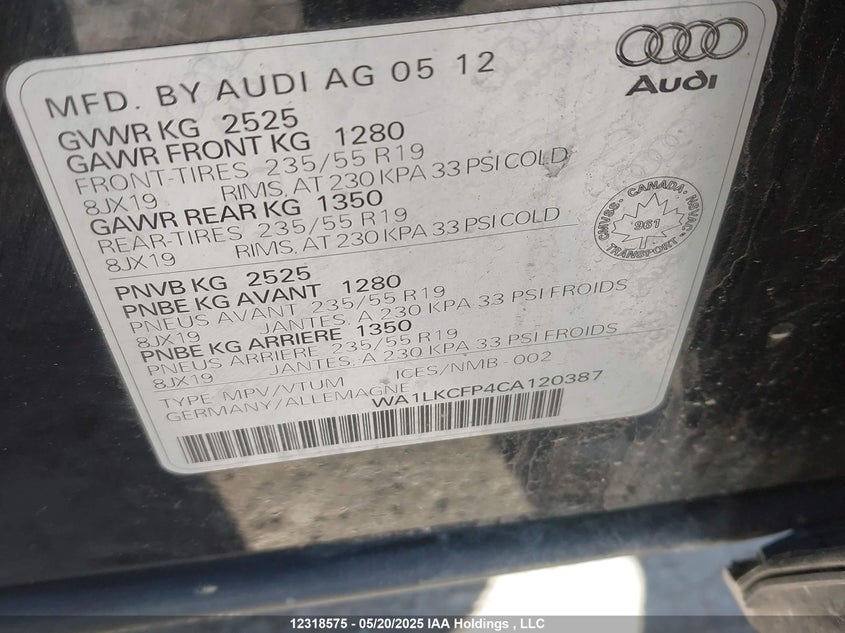 MFD. BY AUDI AG 05 12
Audi
GVWR KG 2525
GAWR FRONT KG 1280
FRONT-TIRES 235/55 R19
8JX19 RIMS, AT 230 KPA 33 PSI COLD
GAWR REAR KG 1350
REAR-TIRES 235/55 R19
8JX19 RIMS, AT 230 KPA 33 PSI COLD
CANADA
CMVSS. NSVAC.
961
TRANSPORT
PNVB KG 2525
PNBE KG AVANT 1280
PNEUS AVANT 235/55 R19
8JX19 JANTES, A 230 KPA 33 PSI FROIDS
PNBE KG ARRIERE 1350
PNEUS ARRIERE 235/55 R19
8JX19 JANTES, A 230 KPA 33 PSI FROIDS
TYPE MPV/VTUM ICES/NMB-002
GERMANY/ALLEMAGNE
WA1LKCFP4CA120387
12318575 - 05/20/2025 IAA Holdings , LLC